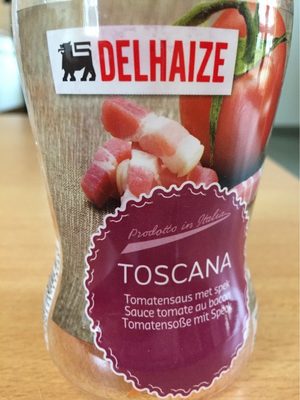 DELHAIZE
Prodotto in Italia
TOSCANA
Tomatensaus met spek
Sauce tomate au bacon
Tomatensoße mit Speck